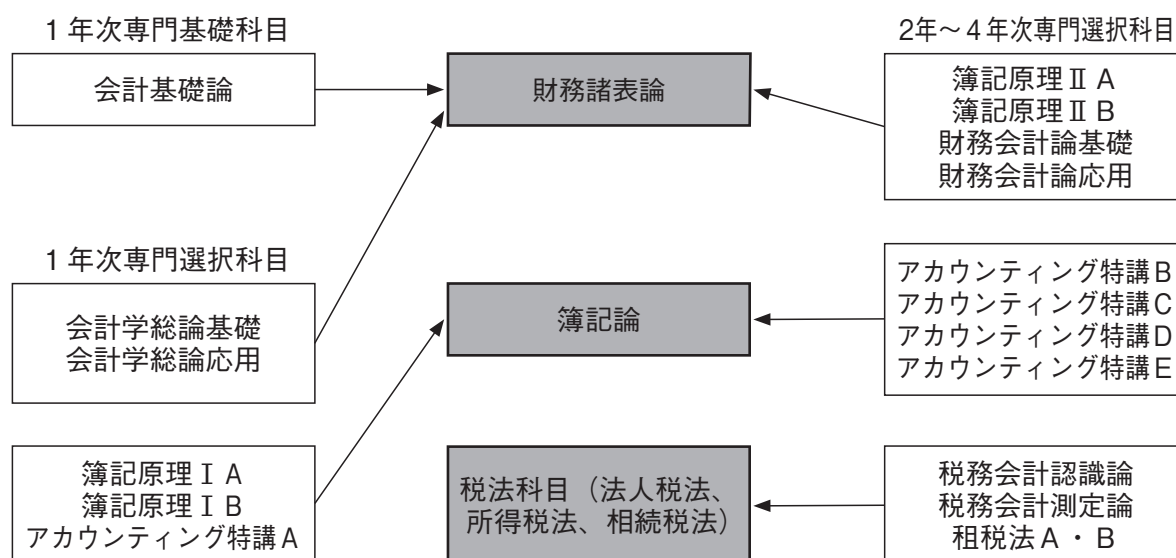 1年次専門基礎科目
会計基礎論
1年次専門選択科目
会計学総論基礎
会計学総論応用
簿記原理ⅠA
簿記原理ⅠB
アカウンティング特講A
財務諸表論
簿記論
税法科目（法人税法、
所得税法、相続税法）
2年～4年次専門選択科目
簿記原理ⅡA
簿記原理ⅡB
財務会計論基礎
財務会計論応用
アカウンティング特講B
アカウンティング特講C
アカウンティング特講D
アカウンティング特講E
税務会計認識論
税務会計測定論
租税法A・B